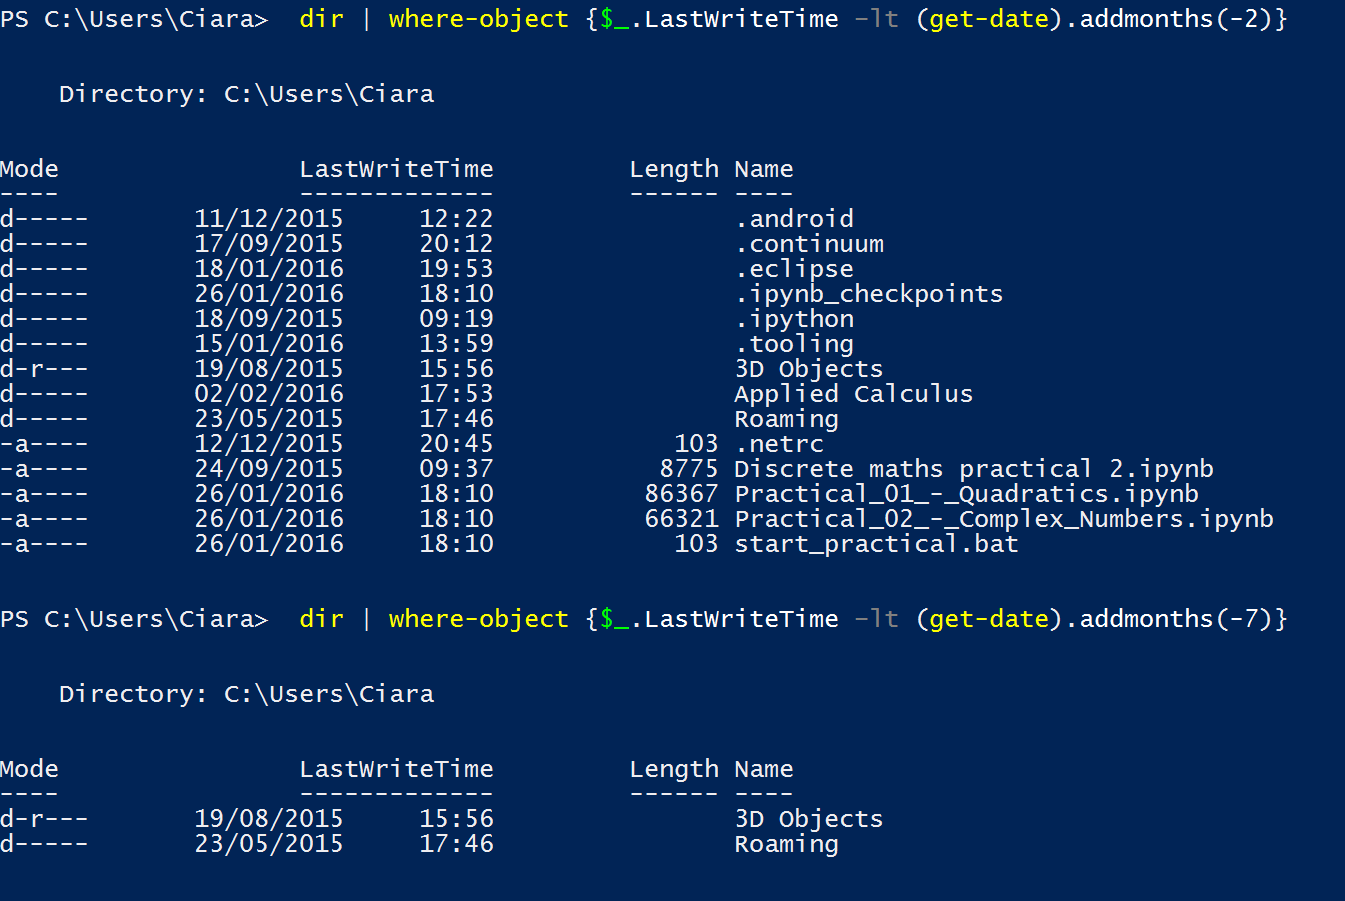 PS C:\Users\Ciara>  dir | where-object {$_.LastWriteTime -lt (get-date).addmonths(-2)}
    Directory: C:\Users\Ciara
Mode                LastWriteTime         Length Name
----                -------------         ------ ----
d-----       11/12/2015     12:22                .android
d-----       17/09/2015     20:12                .continuum
d-----       18/01/2016     19:53                .eclipse
d-----       26/01/2016     18:10                .ipynb_checkpoints
d-----       18/09/2015     09:19                .ipython
d-----       15/01/2016     13:59                .tooling
d-r---       19/08/2015     15:56                3D Objects
d-----       02/02/2016     17:53                Applied Calculus
d-----       23/05/2015     17:46                Roaming
-a----       12/12/2015     20:45            103 .netrc
-a----       24/09/2015     09:37           8775 Discrete maths practical 2.ipynb
-a----       26/01/2016     18:10          86367 Practical_01_-_Quadratics.ipynb
-a----       26/01/2016     18:10          66321 Practical_02_-_Complex_Numbers.ipynb
-a----       26/01/2016     18:10            103 start_practical.bat
PS C:\Users\Ciara>  dir | where-object {$_.LastWriteTime -lt (get-date).addmonths(-7)}
    Directory: C:\Users\Ciara
Mode                LastWriteTime         Length Name
----                -------------         ------ ----
d-r---       19/08/2015     15:56                3D Objects
d-----       23/05/2015     17:46                Roaming